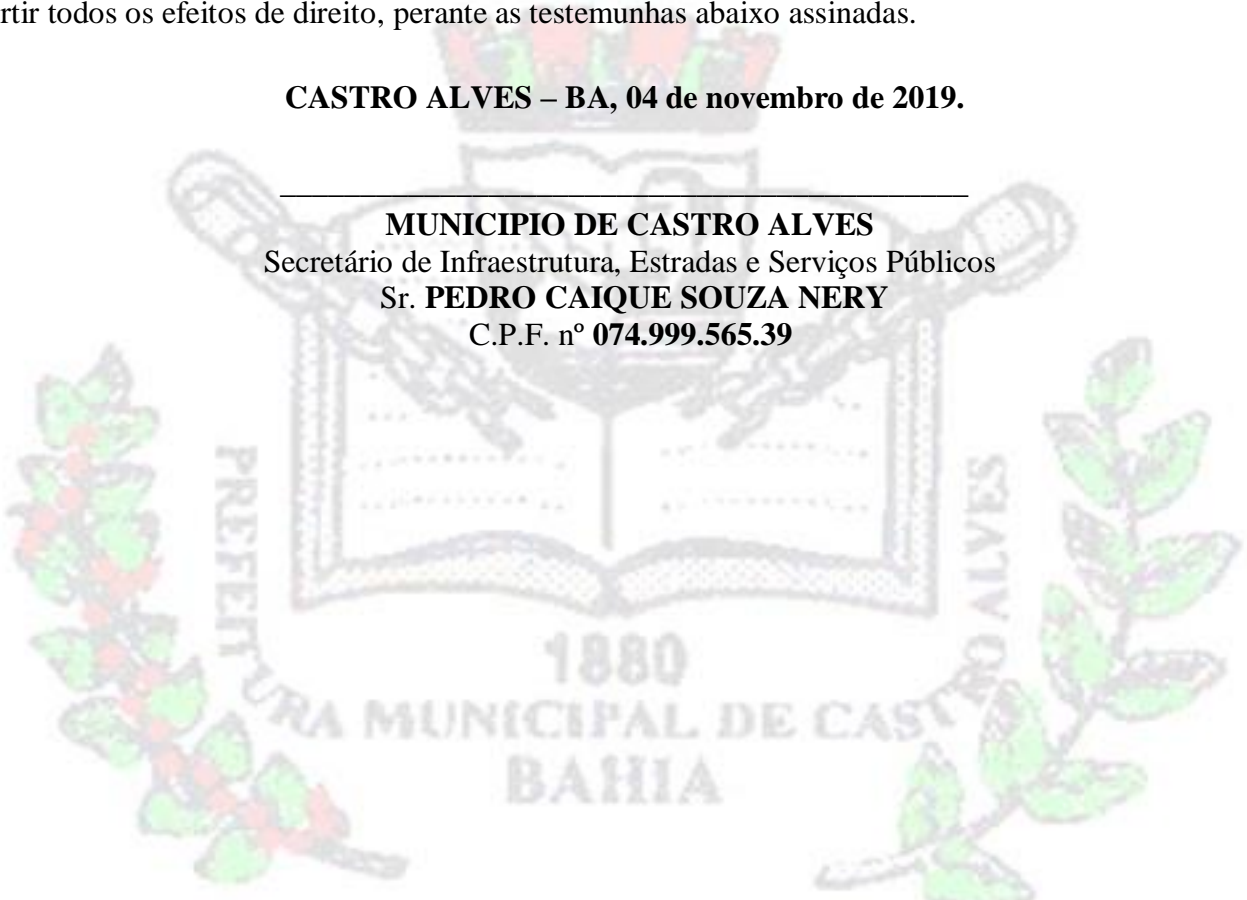 rtir todos os efeitos de direito, perante as testemunhas abaixo assinadas.
CASTRO ALVES – BA, 04 de novembro de 2019.
MUNICIPIO DE CASTRO ALVES
Secretário de Infraestrutura, Estradas e Serviços Públicos
Sr. PEDRO CAIQUE SOUZA NERY
C.P.F. nº 074.999.565.39
1880
PREFEITURA MUNICIPAL DE CASTRO ALVES
BAHIA